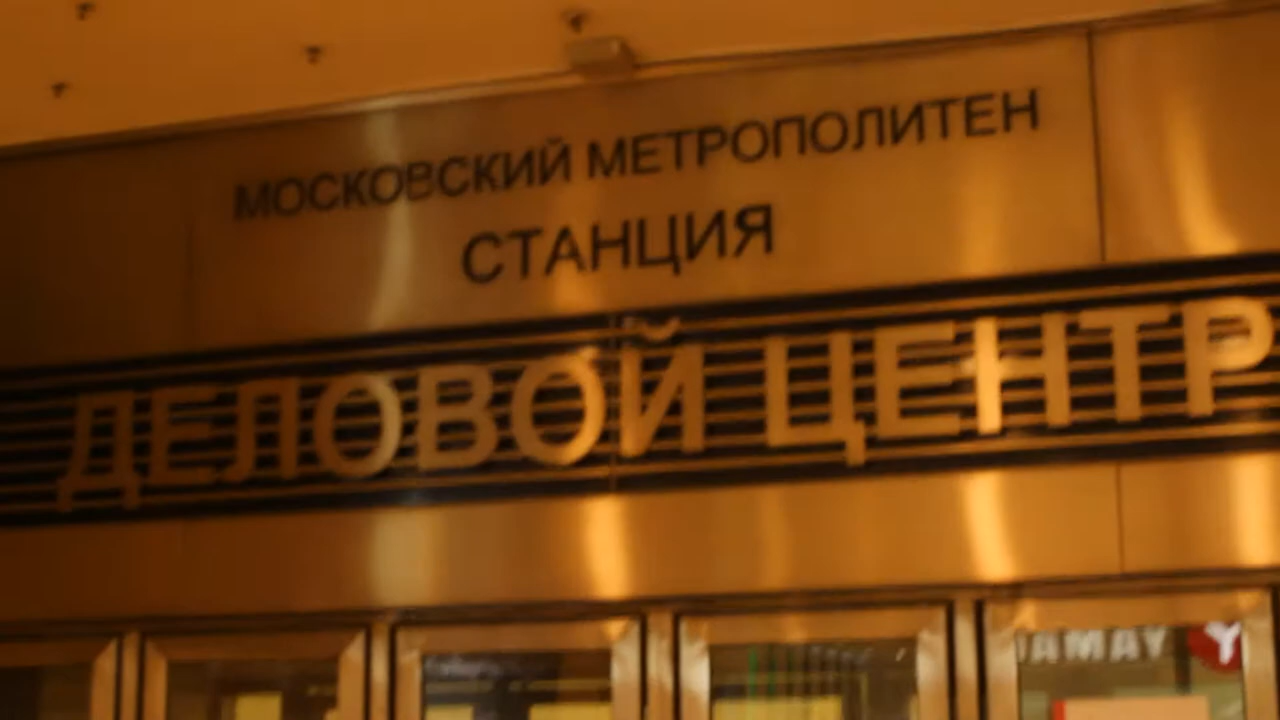 МОСКОВСКИЙ МЕТРОПОЛИТЕН
СТАНЦИЯ
ДЕЛОВОЙ ЦЕНТР